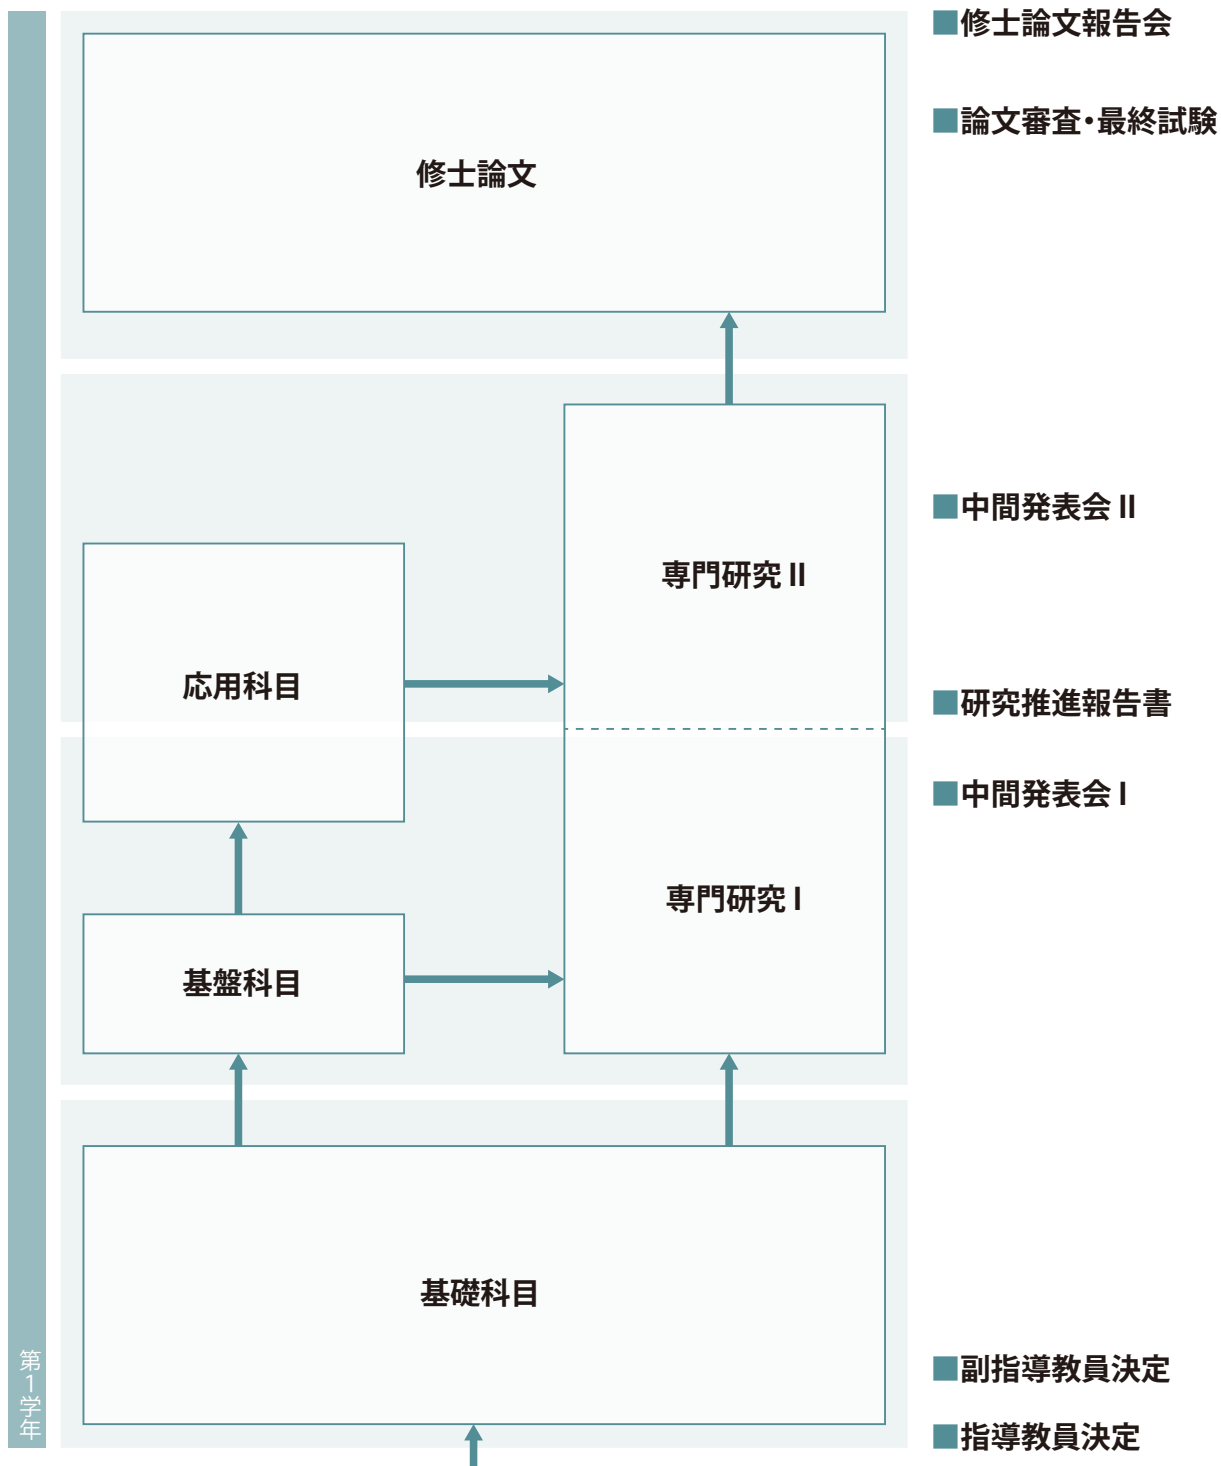 ■修士論文報告会
■論文審査・最終試験
修士論文
■中間発表会 II
専門研究 II
応用科目
■研究推進報告書
■中間発表会 I
専門研究 I
基盤科目
基礎科目
■副指導教員決定
■指導教員決定
第1学年